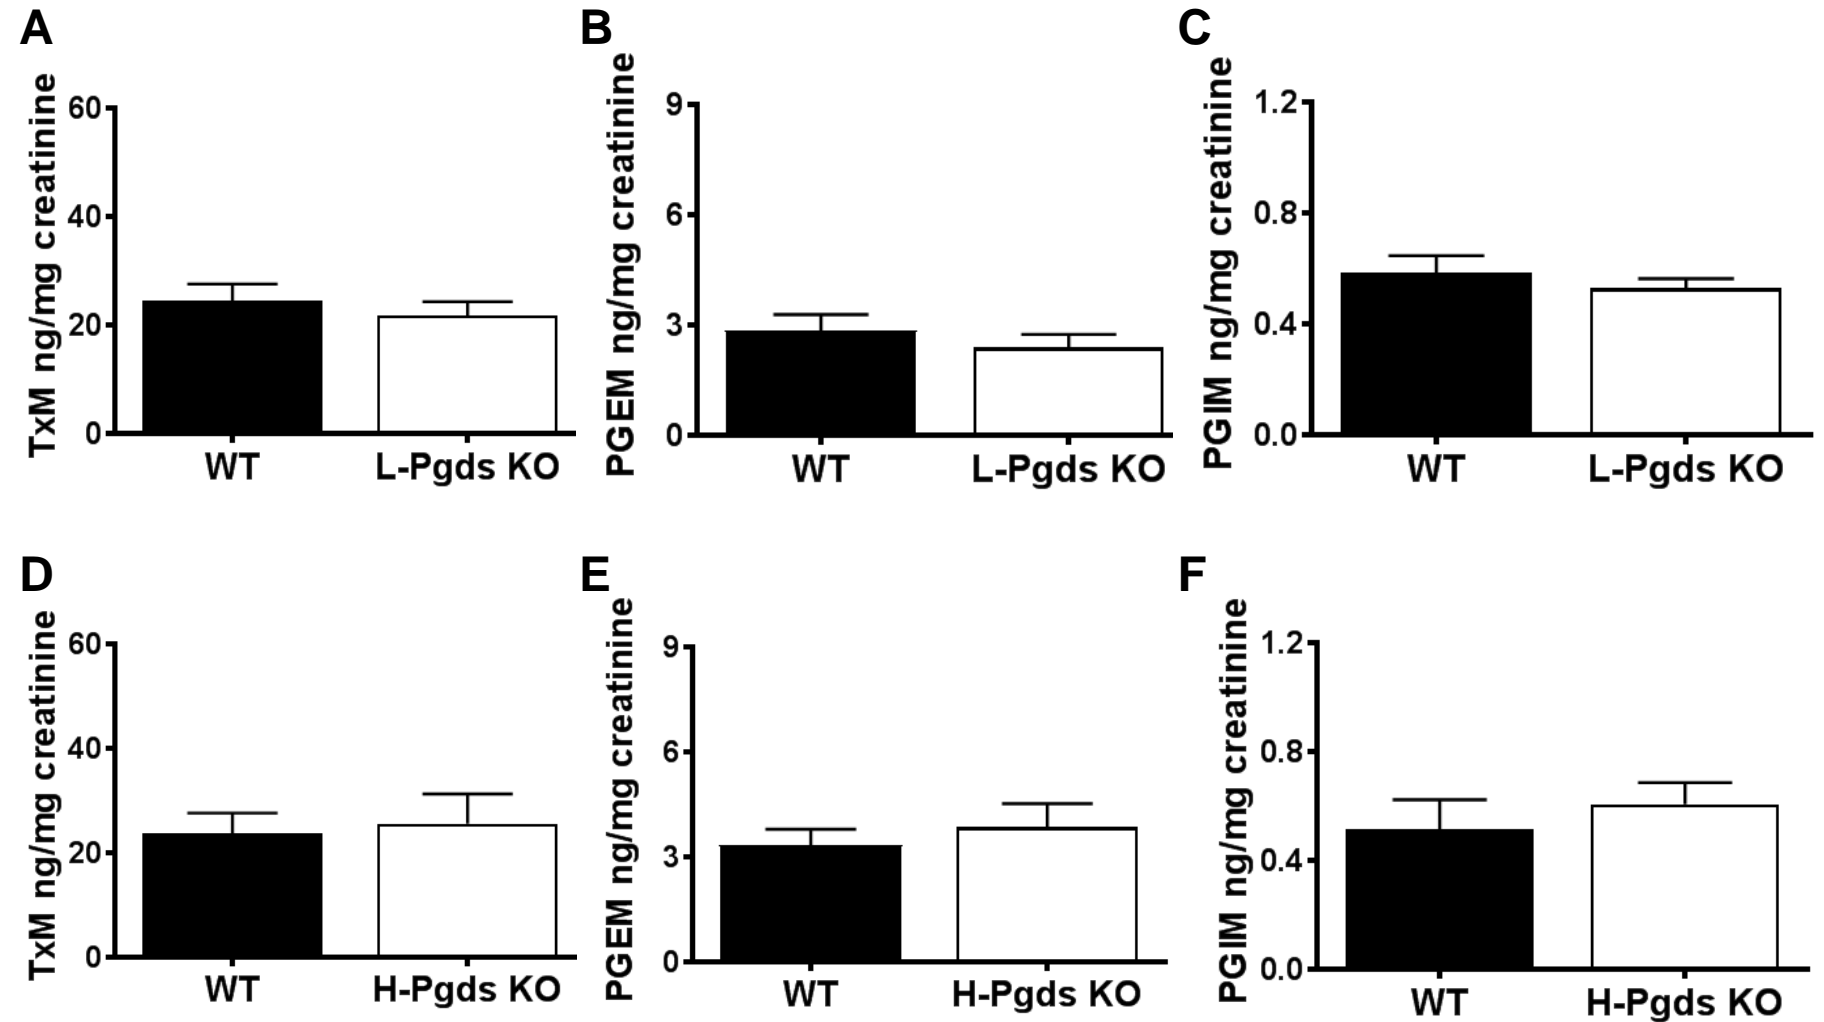 A
TxM ng/mg creatinine
60
40
20
0
WT L-Pgds KO
B
PGEM ng/mg creatinine
9
6
3
0
WT L-Pgds KO
C
PGIM ng/mg creatinine
1.2
0.8
0.4
0.0
WT L-Pgds KO
D
TxM ng/mg creatinine
60
40
20
0
WT H-Pgds KO
E
PGEM ng/mg creatinine
9
6
3
0
WT H-Pgds KO
F
PGIM ng/mg creatinine
1.2
0.8
0.4
0.0
WT H-Pgds KO